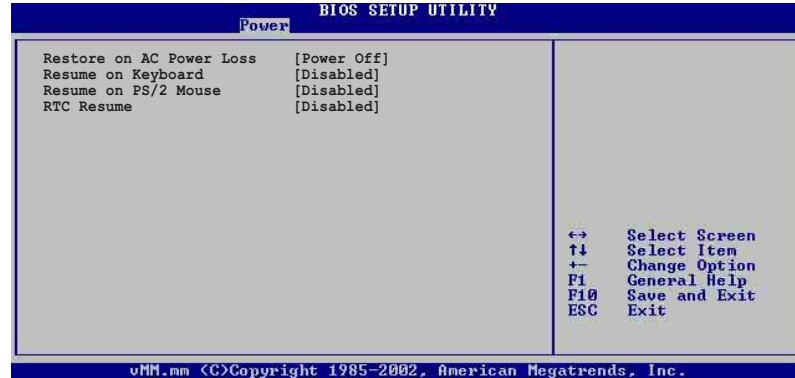 BIOS SETUP UTILITY
Power
Restore on AC Power Loss [Power Off]
Resume on Keyboard [Disabled]
Resume on PS/2 Mouse [Disabled]
RTC Resume [Disabled]
←→ Select Screen
↑↓ Select Item
+- Change Option
F1 General Help
F10 Save and Exit
ESC Exit
vMM.mm (C)Copyright 1985-2002, American Megatrends, Inc.